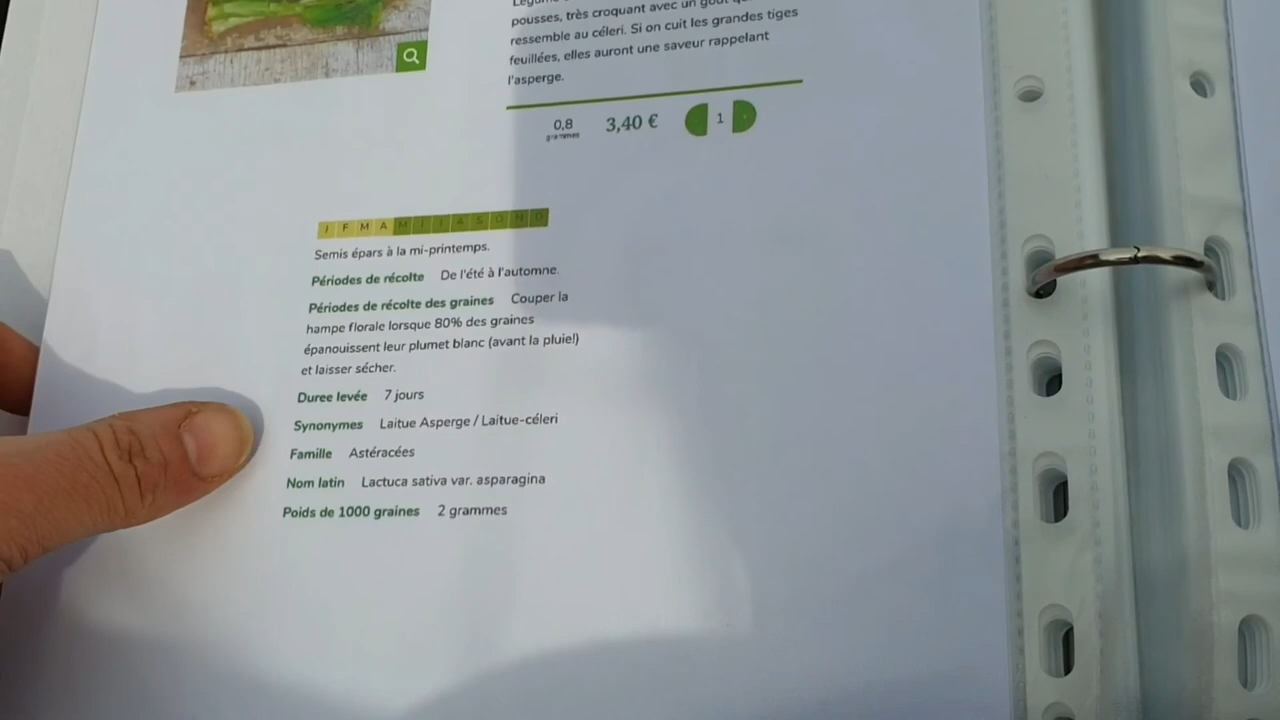 pousses, très croquant avec un goût
ressemble au céleri. Si on cuit les grandes tiges
feuillées, elles auront une saveur rappelant
l'asperge.
0,8
grammes
3,40 €
1
J F M A M J J A S O N D
Semis épars à la mi-printemps.
Périodes de récolte De l'été à l'automne.
Périodes de récolte des graines Couper la
hampe florale lorsque 80% des graines
épanouissent leur plumet blanc (avant la pluie!)
et laisser sécher.
Duree levée 7 jours
Synonymes Laitue Asperge / Laitue-céleri
Famille Astéracées
Nom latin Lactuca sativa var. asparagina
Poids de 1000 graines 2 grammes